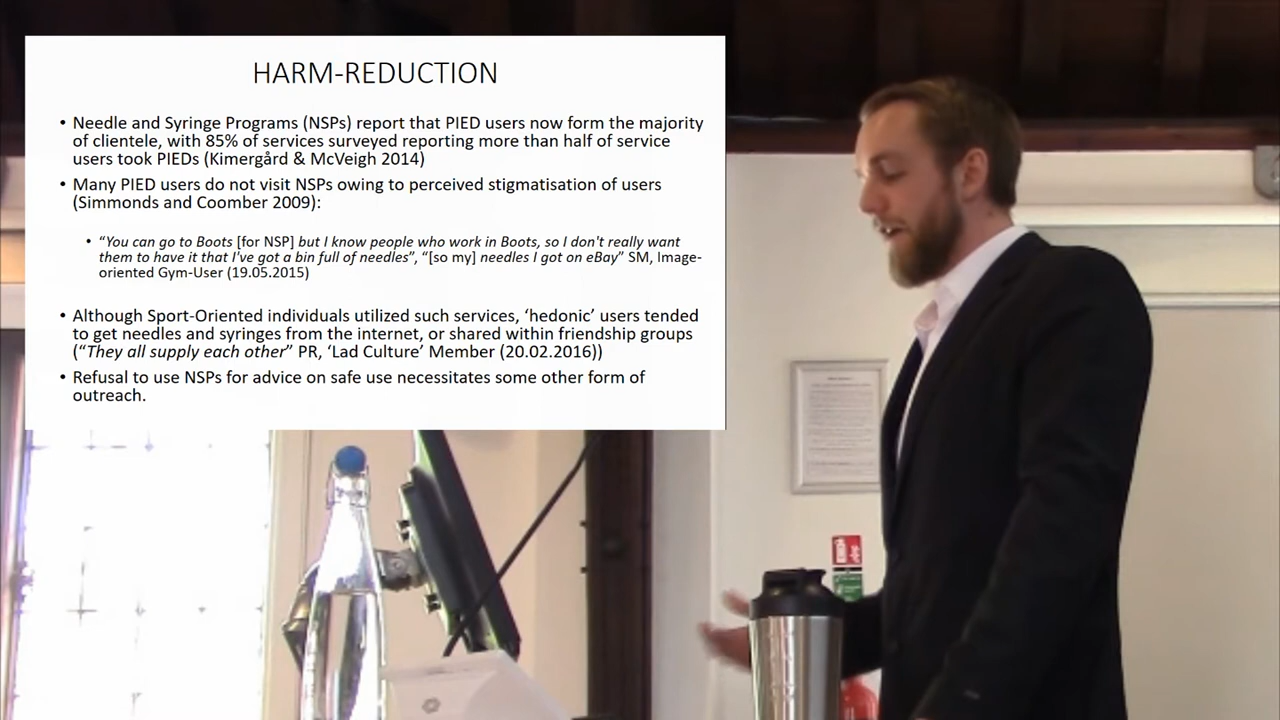 HARM-REDUCTION
• Needle and Syringe Programs (NSPs) report that PIED users now form the majority
of clientele, with 85% of services surveyed reporting more than half of service
users took PIEDs (Kimergård & McVeigh 2014)
• Many PIED users do not visit NSPs owing to perceived stigmatisation of users
(Simmonds and Coomber 2009):
• “You can go to Boots [for NSP] but I know people who work in Boots, so I don't really want
them to have it that I've got a bin full of needles”, “[so my] needles I got on eBay” SM, Image-
oriented Gym-User (19.05.2015)
• Although Sport-Oriented individuals utilized such services, ‘hedonic’ users tended
to get needles and syringes from the internet, or shared within friendship groups
(“They all supply each other” PR, ‘Lad Culture’ Member (20.02.2016))
• Refusal to use NSPs for advice on safe use necessitates some other form of
outreach.